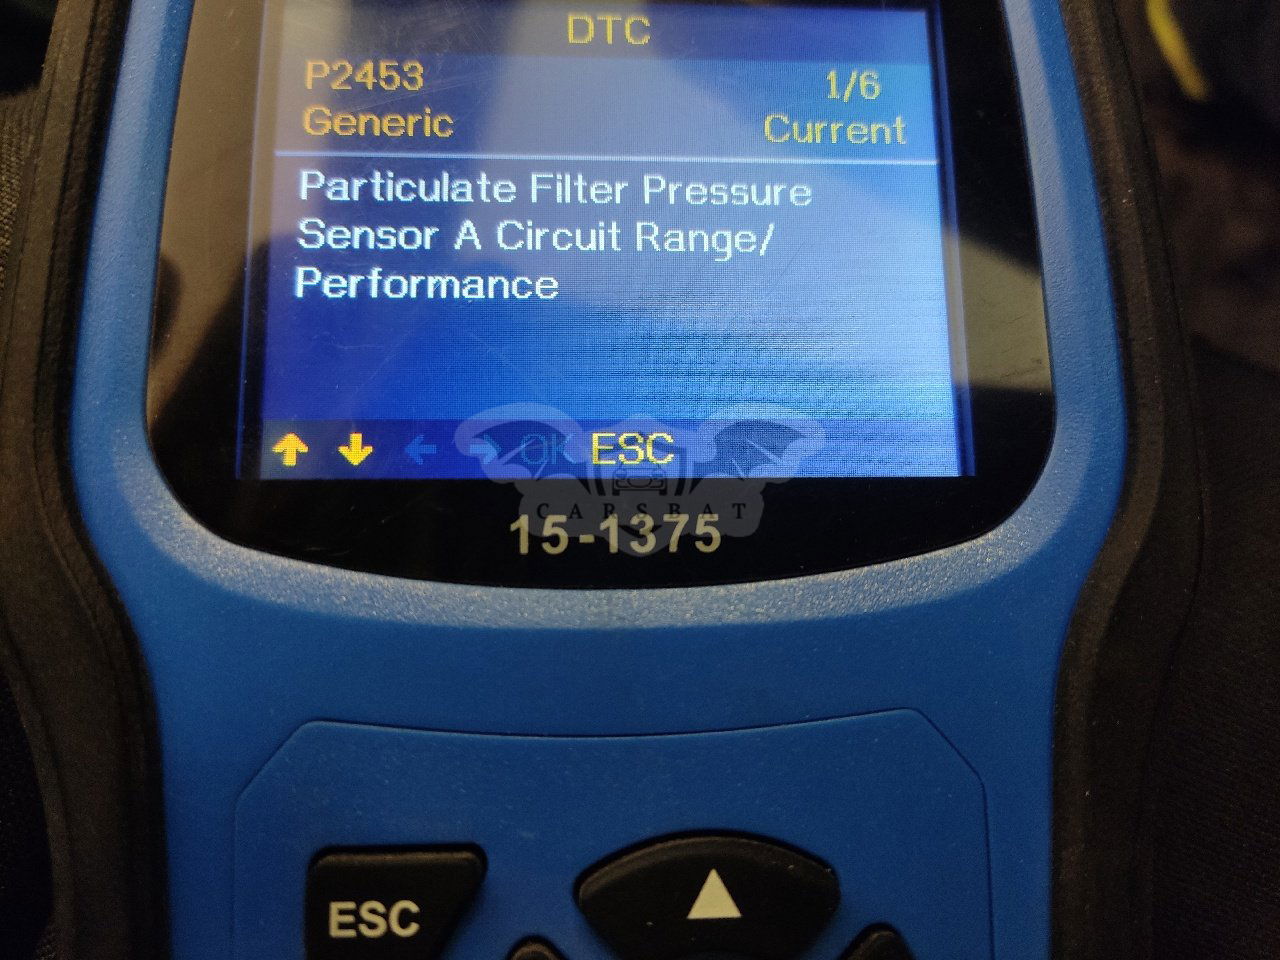 DTC
P2453 1/6
Generic Current
Particulate Filter Pressure
Sensor A Circuit Range/
Performance
OK ESC
CARSBAT
15-1375
ESC